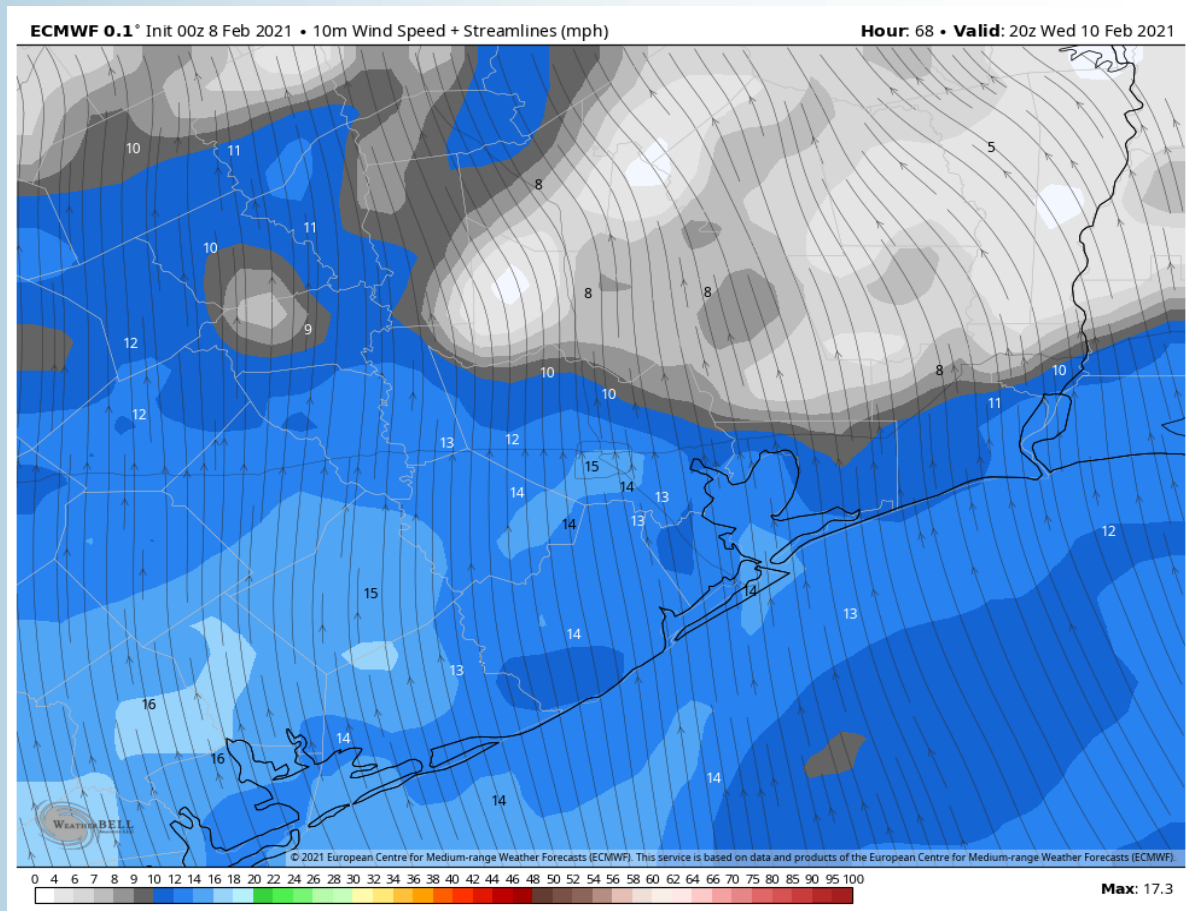 ECMWF 0.1° Init 00z 8 Feb 2021 • 10m Wind Speed + Streamlines (mph) Hour: 68 • Valid: 20z Wed 10 Feb 2021
10 11 5
8
11
10
8 8
9
12
10 8 10
10 11
12
13 12
15
14 14 13
14 13 12
15 14
13
14
13
16
14
16
14
14
WEATHERBELL
© 2021 European Centre for Medium-range Weather Forecasts (ECMWF). This service is based on data and products of the European Centre for Medium-range Weather Forecasts (ECMWF).
0 4 6 7 8 9 10 12 14 16 18 20 22 24 26 28 30 32 34 36 38 40 42 44 46 48 50 52 54 56 58 60 62 64 66 70 75 80 85 90 95 100
Max: 17.3